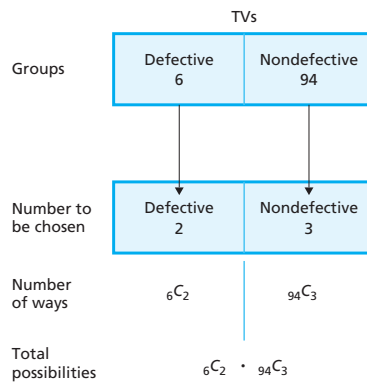 TVs
Groups
Defective
6
Nondefective
94
Number to
be chosen
Defective
2
Nondefective
3
Number
of ways
₆C₂
₉₄C₃
Total
possibilities
₆C₂ · ₉₄C₃